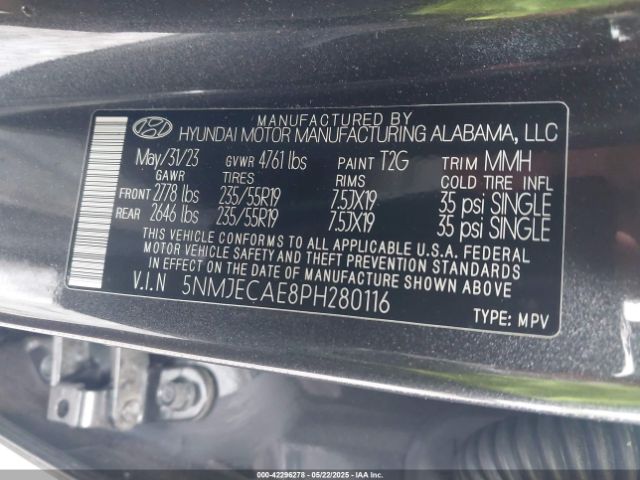 MANUFACTURED BY
HYUNDAI MOTOR MANUFACTURING ALABAMA, LLC
May/31/23 GVWR 4761 lbs PAINT T2G TRIM MMH
GAWR TIRES RIMS COLD TIRE INFL
FRONT 2778 lbs 235/55R19 7.5JX19 35 psi SINGLE
REAR 2646 lbs 235/55R19 7.5JX19 35 psi SINGLE
THIS VEHICLE CONFORMS TO ALL APPLICABLE U.S.A. FEDERAL
MOTOR VEHICLE SAFETY AND THEFT PREVENTION STANDARDS
IN EFFECT ON THE DATE OF MANUFACTURE SHOWN ABOVE.
V.I.N 5NMJECAE8PH280116
TYPE: MPV
000-42296278 - 05/22/2025 - IAAI.COM